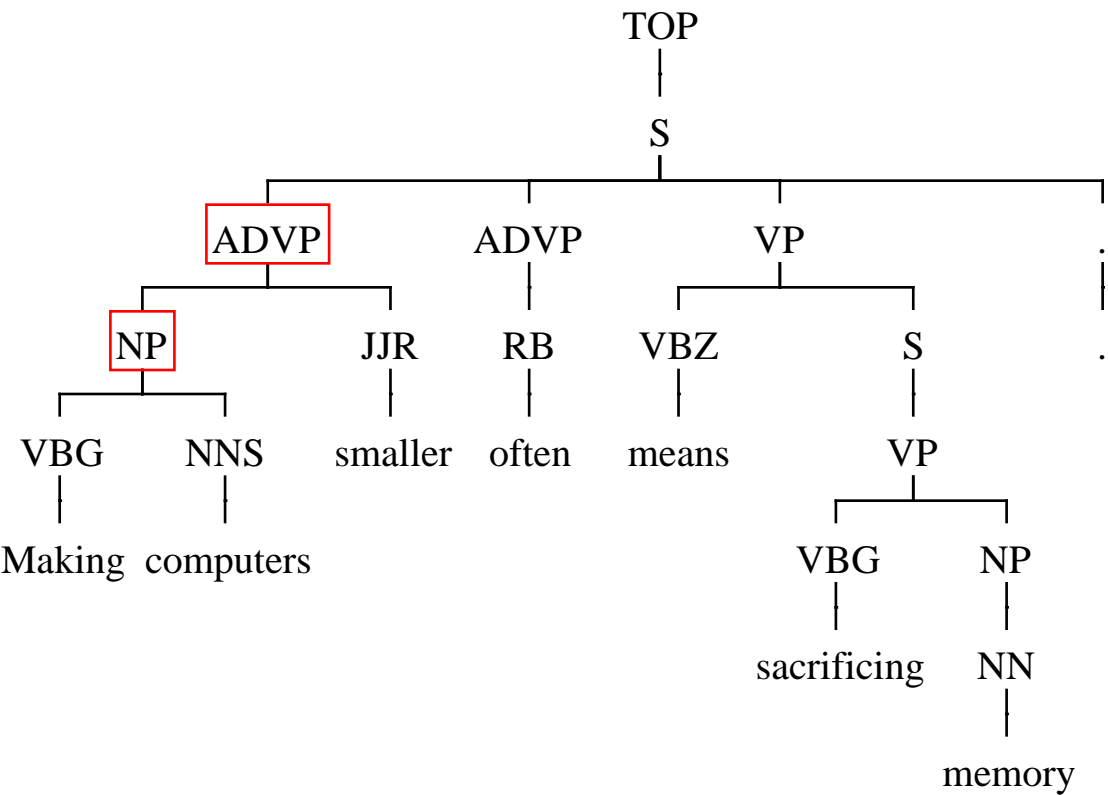 TOP
S
ADVP ADVP VP .
NP JJR RB VBZ S .
VBG NNS smaller often means VP
Making computers VBG NP
sacrificing NN
memory